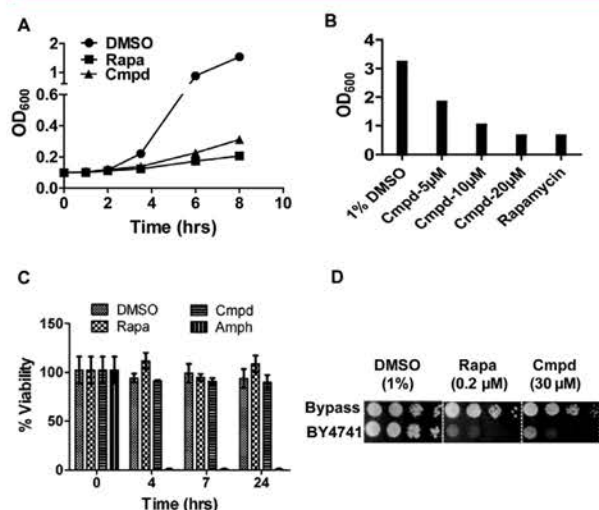 A
DMSO
Rapa
Cmpd
OD600
2
1
0.6
0.4
0.2
0.0
0 2 4 6 8 10
Time (hrs)
B
OD600
4
3
2
1
0
1% DMSO
Cmpd-5µM
Cmpd-10µM
Cmpd-20µM
Rapamycin
C
DMSO Cmpd
Rapa Amph
% Viability
150
100
50
0
0 4 7 24
Time (hrs)
D
DMSO Rapa Cmpd
(1%) (0.2 µM) (30 µM)
Bypass
BY4741